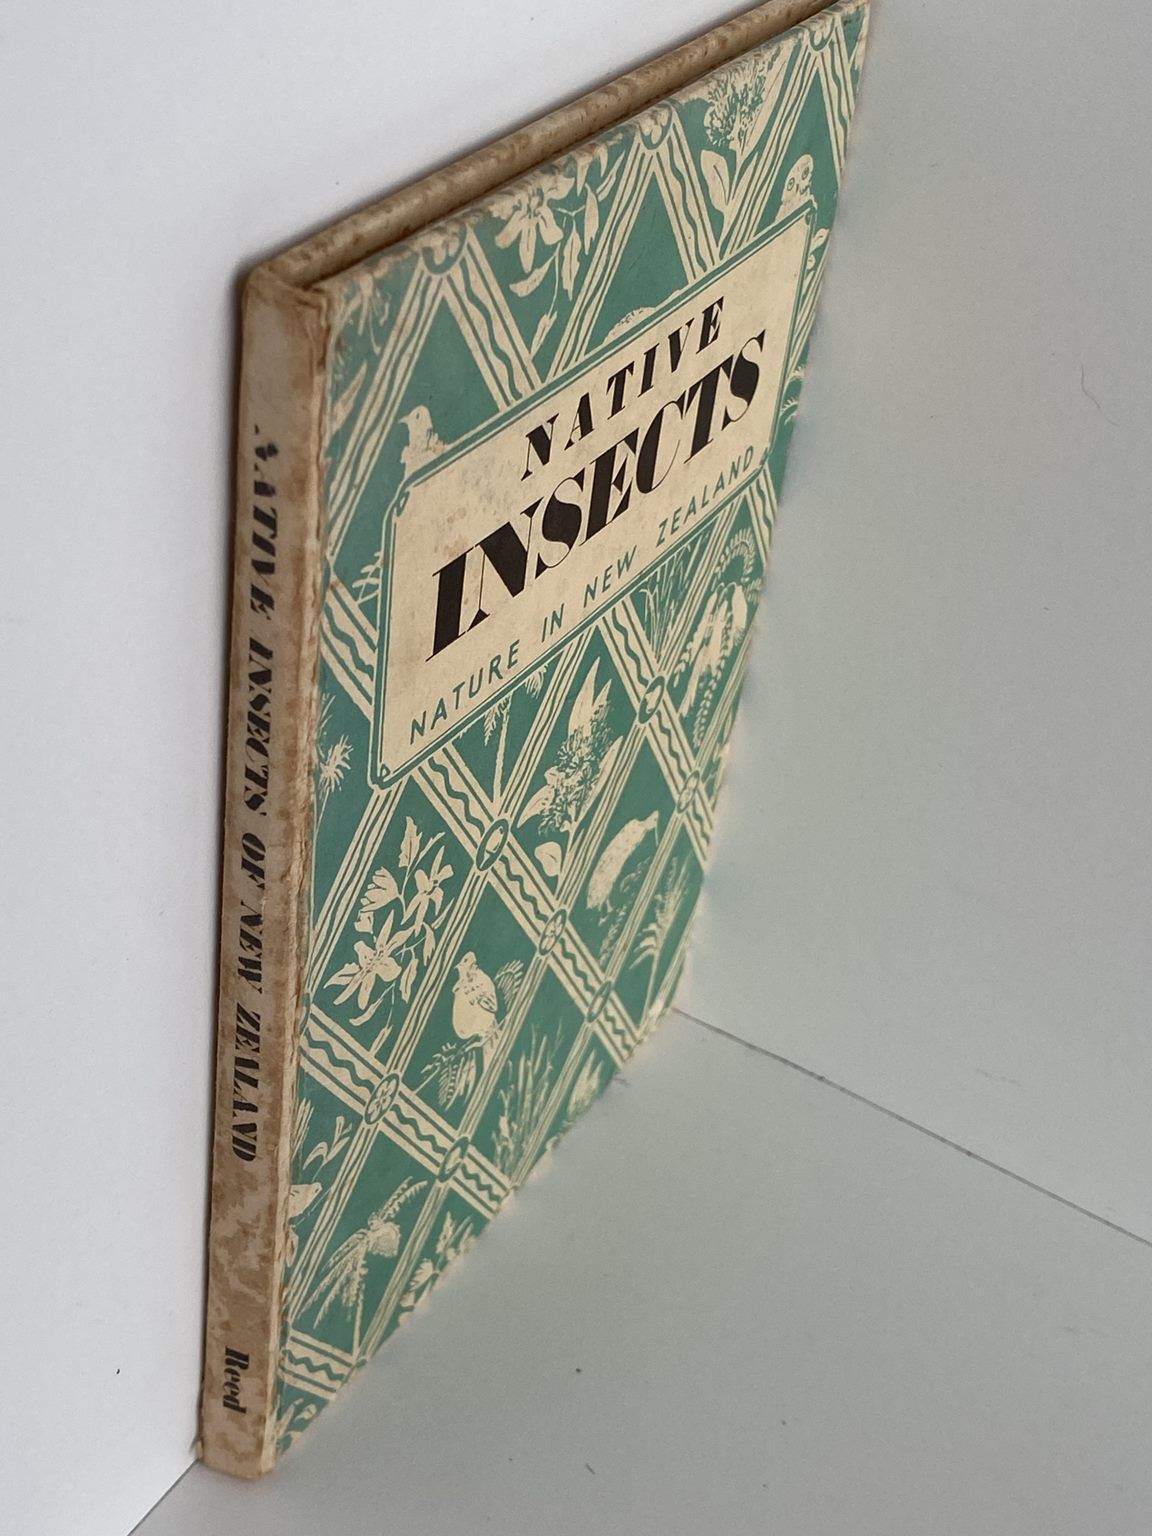 NATIVE
INSECTS
NATURE IN NEW ZEALAND
NATIVE INSECTS OF NEW ZEALAND
Reed